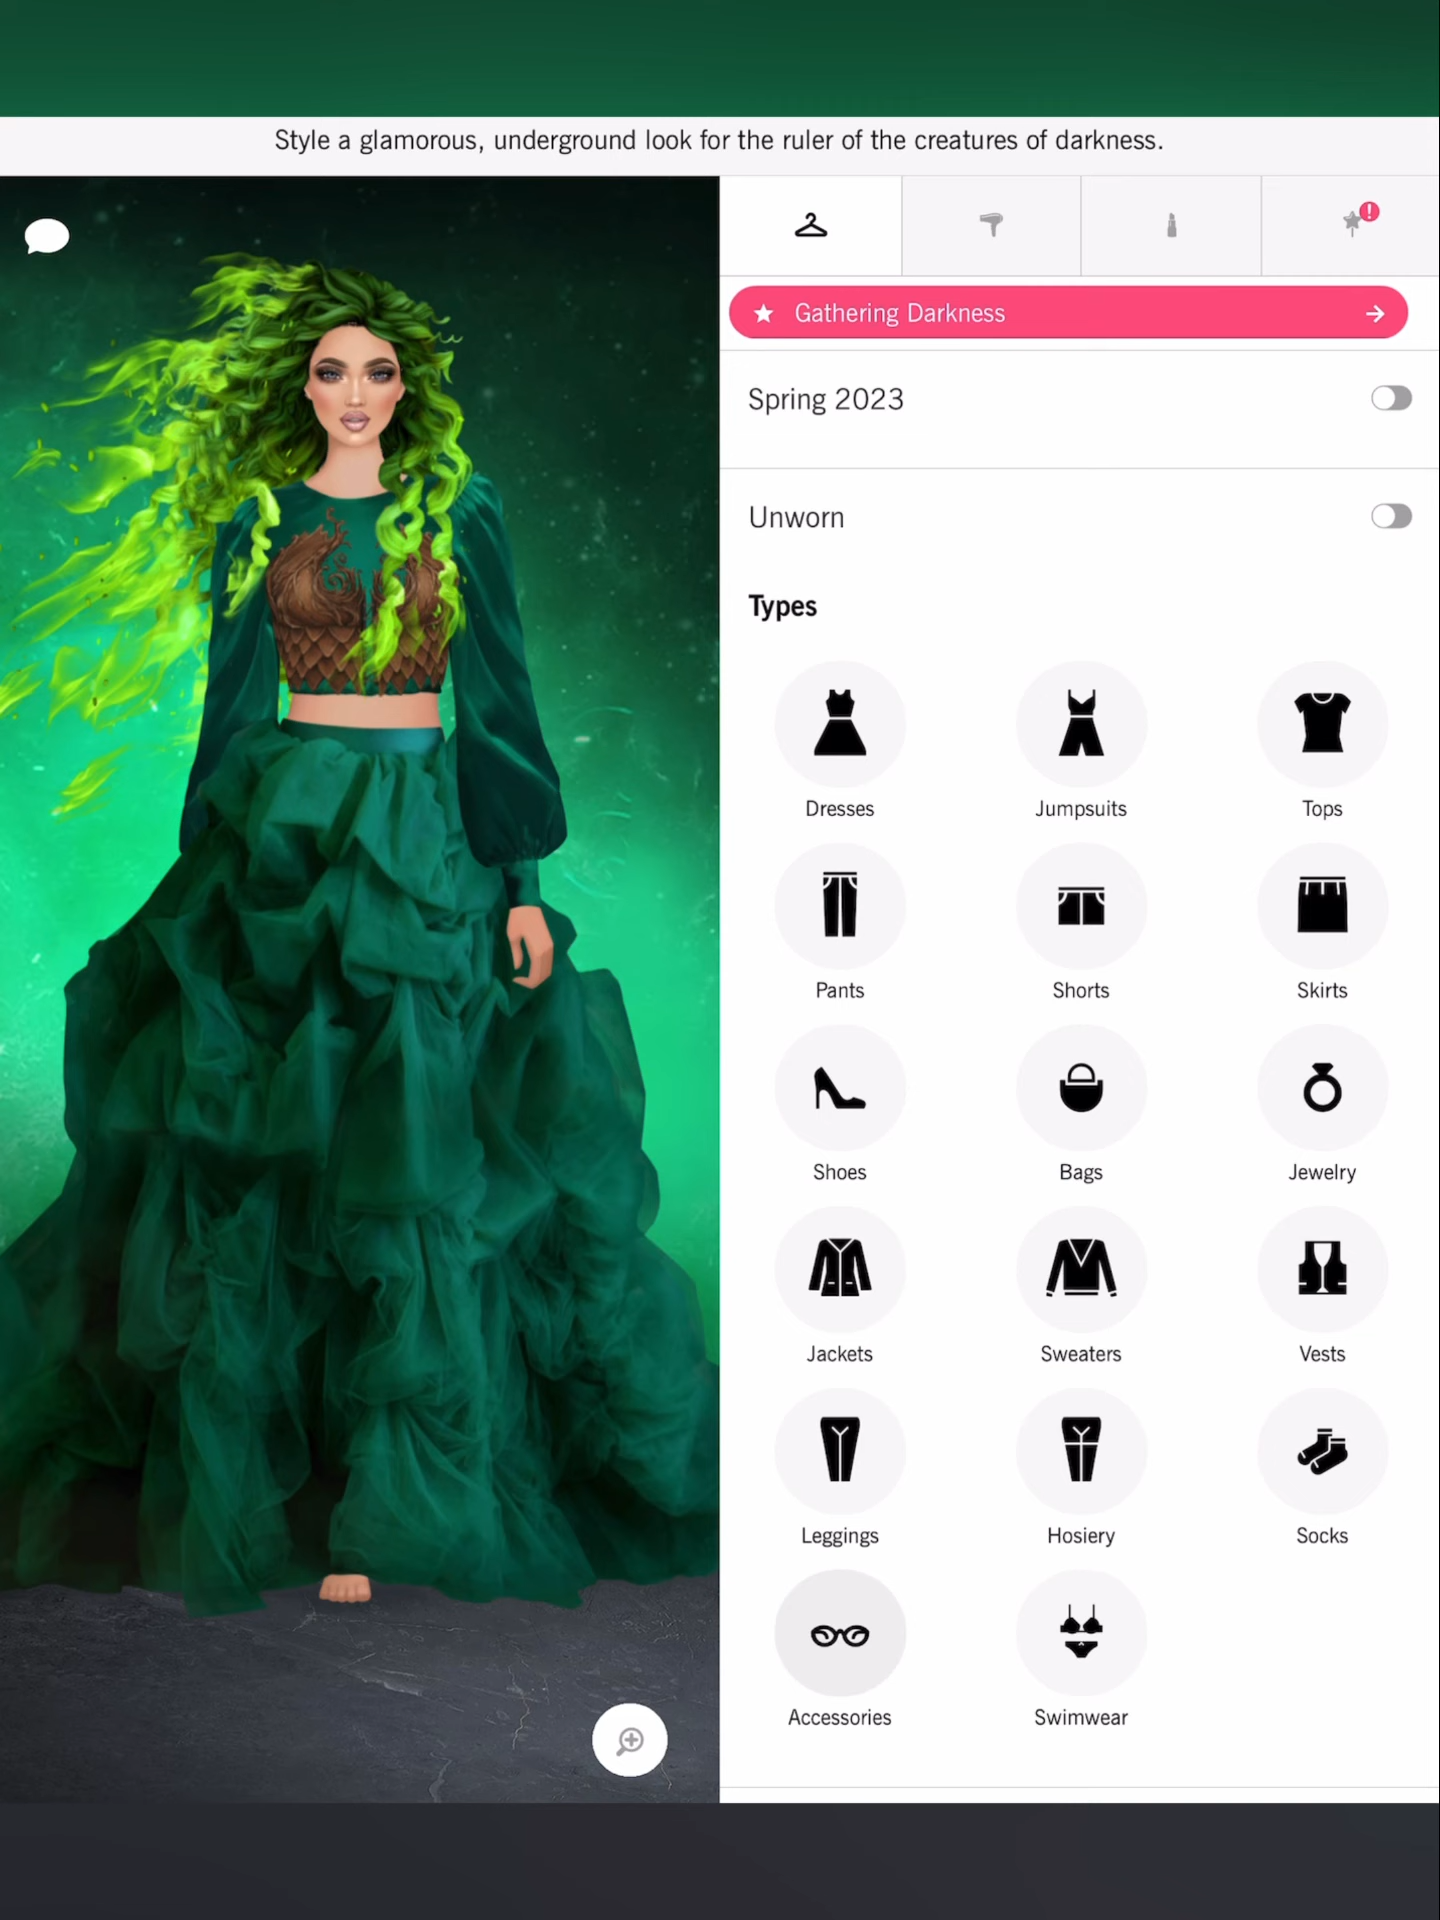 Style a glamorous, underground look for the ruler of the creatures of darkness.
!
Gathering Darkness
Spring 2023
Unworn
Types
Dresses
Jumpsuits
Tops
Pants
Shorts
Skirts
Shoes
Bags
Jewelry
Jackets
Sweaters
Vests
Leggings
Hosiery
Socks
Accessories
Swimwear